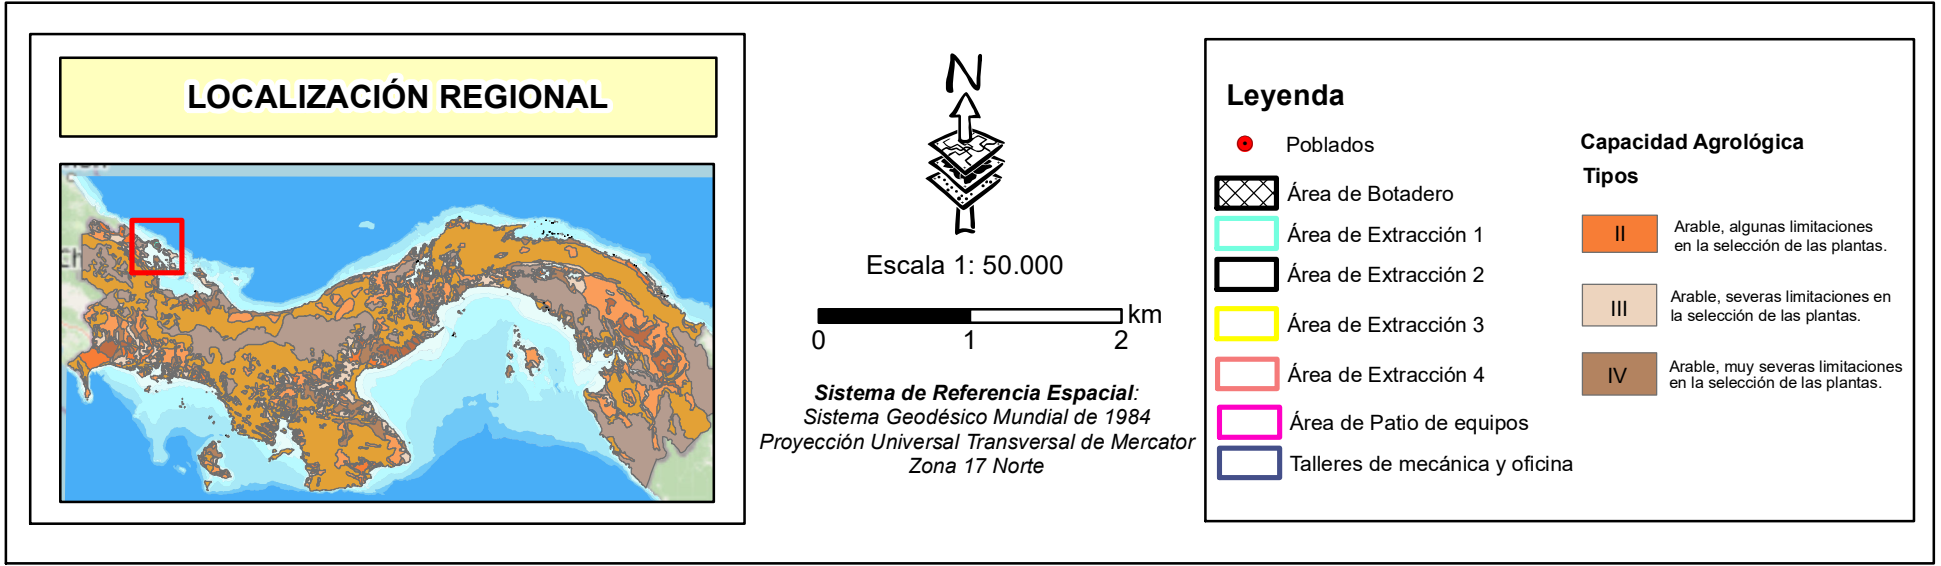 LOCALIZACIÓN REGIONAL
N
Escala 1: 50.000
km
0 1 2
Sistema de Referencia Espacial:
Sistema Geodésico Mundial de 1984
Proyección Universal Transversal de Mercator
Zona 17 Norte
Leyenda
Poblados
Área de Botadero
Área de Extracción 1
Área de Extracción 2
Área de Extracción 3
Área de Extracción 4
Área de Patio de equipos
Talleres de mecánica y oficina
Capacidad Agrológica
Tipos
II
Arable, algunas limitaciones
en la selección de las plantas.
III
Arable, severas limitaciones en
la selección de las plantas.
IV
Arable, muy severas limitaciones
en la selección de las plantas.